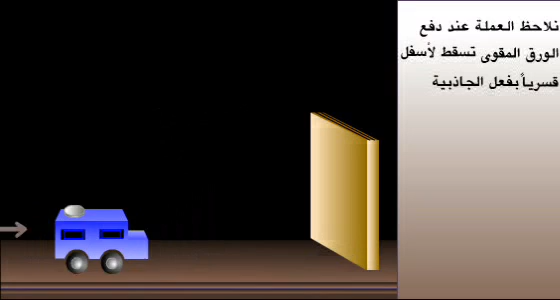 نلاحظ العملة عند دفع
الورق المقوى تسقط لأسفل
قسرياً بفعل الجاذبية